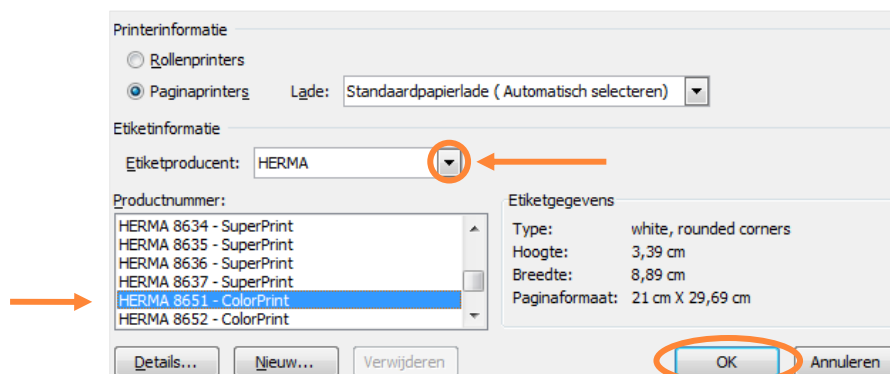 Printerinformatie
Rollenprinters
Paginaprinters Lade: Standaardpapierlade ( Automatisch selecteren)
Etiketinformatie
Etiketproducent: HERMA
Productnummer:
HERMA 8634 - SuperPrint
HERMA 8635 - SuperPrint
HERMA 8636 - SuperPrint
HERMA 8637 - SuperPrint
HERMA 8651 - ColorPrint
HERMA 8652 - ColorPrint
Etiketgegevens
Type: white, rounded corners
Hoogte: 3,39 cm
Breedte: 8,89 cm
Paginaformaat: 21 cm X 29,69 cm
Details... Nieuw... Verwijderen OK Annuleren